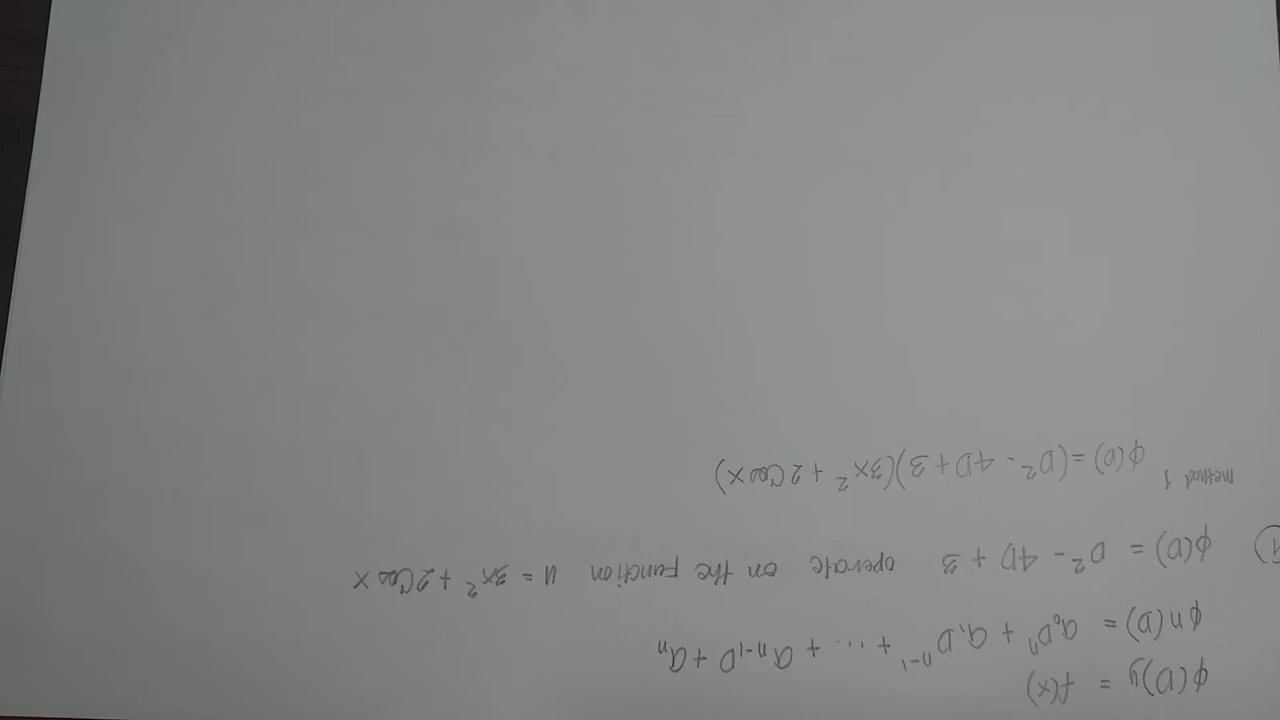 ϕ(D)y = f(x)
ϕn(D) = a₀Dⁿ + a₁Dⁿ⁻¹ + ... + aₙ₋₁D + aₙ
① ϕ(D) = D² - 4D + 3 operate on the function u = 3x² + 2Cos x
method 1 ϕ(D) = (D² - 4D + 3)(3x² + 2Cos x)